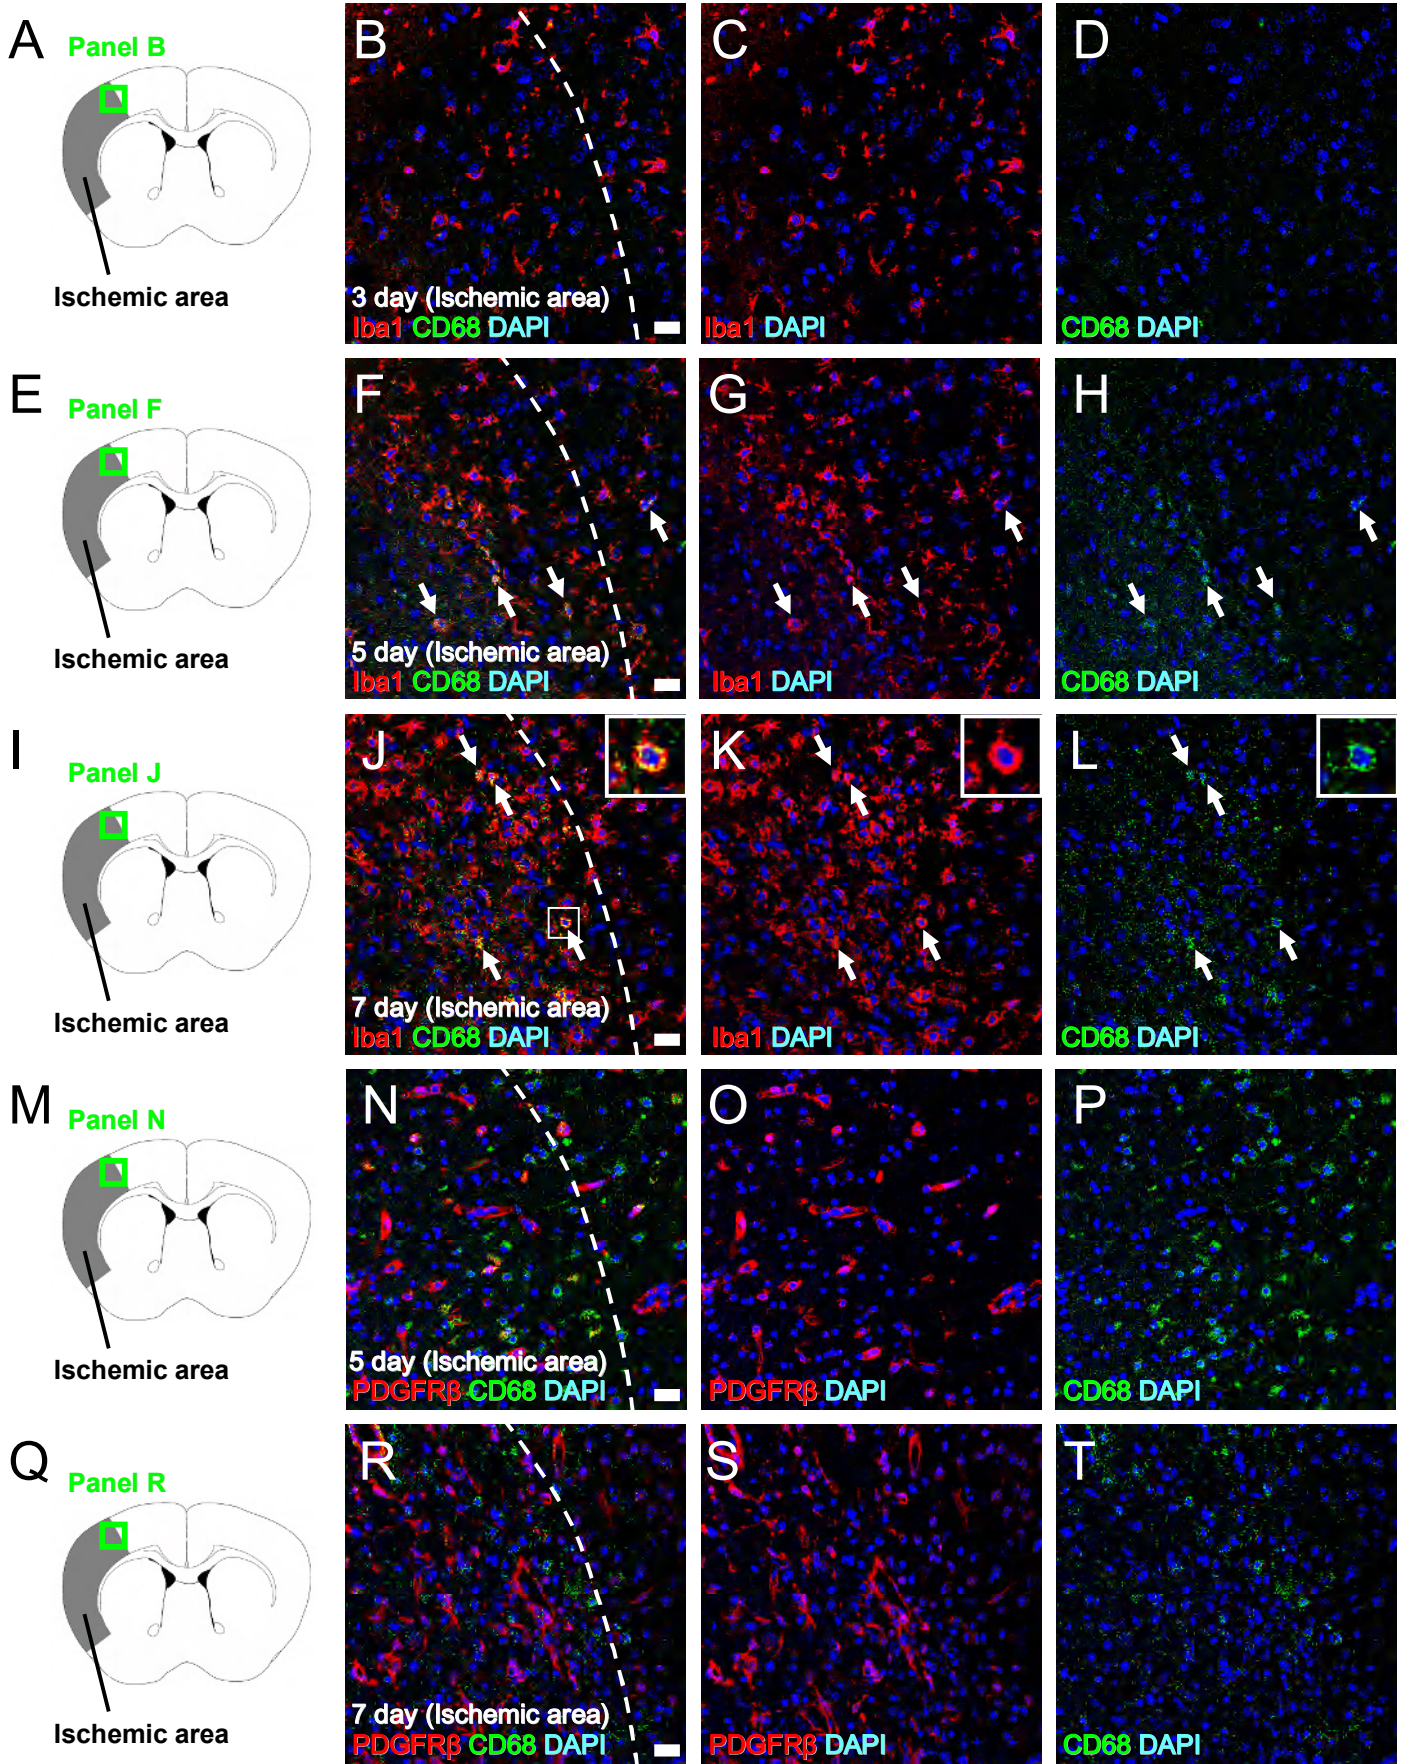 A
Panel B
Ischemic area
B
3 day (Ischemic area)
Iba1 CD68 DAPI
C
Iba1 DAPI
D
CD68 DAPI
E
Panel F
Ischemic area
F
5 day (Ischemic area)
Iba1 CD68 DAPI
G
Iba1 DAPI
H
CD68 DAPI
I
Panel J
Ischemic area
J
7 day (Ischemic area)
Iba1 CD68 DAPI
K
Iba1 DAPI
L
CD68 DAPI
M
Panel N
Ischemic area
N
5 day (Ischemic area)
PDGFRβ CD68 DAPI
O
PDGFRβ DAPI
P
CD68 DAPI
Q
Panel R
Ischemic area
R
7 day (Ischemic area)
PDGFRβ CD68 DAPI
S
PDGFRβ DAPI
T
CD68 DAPI